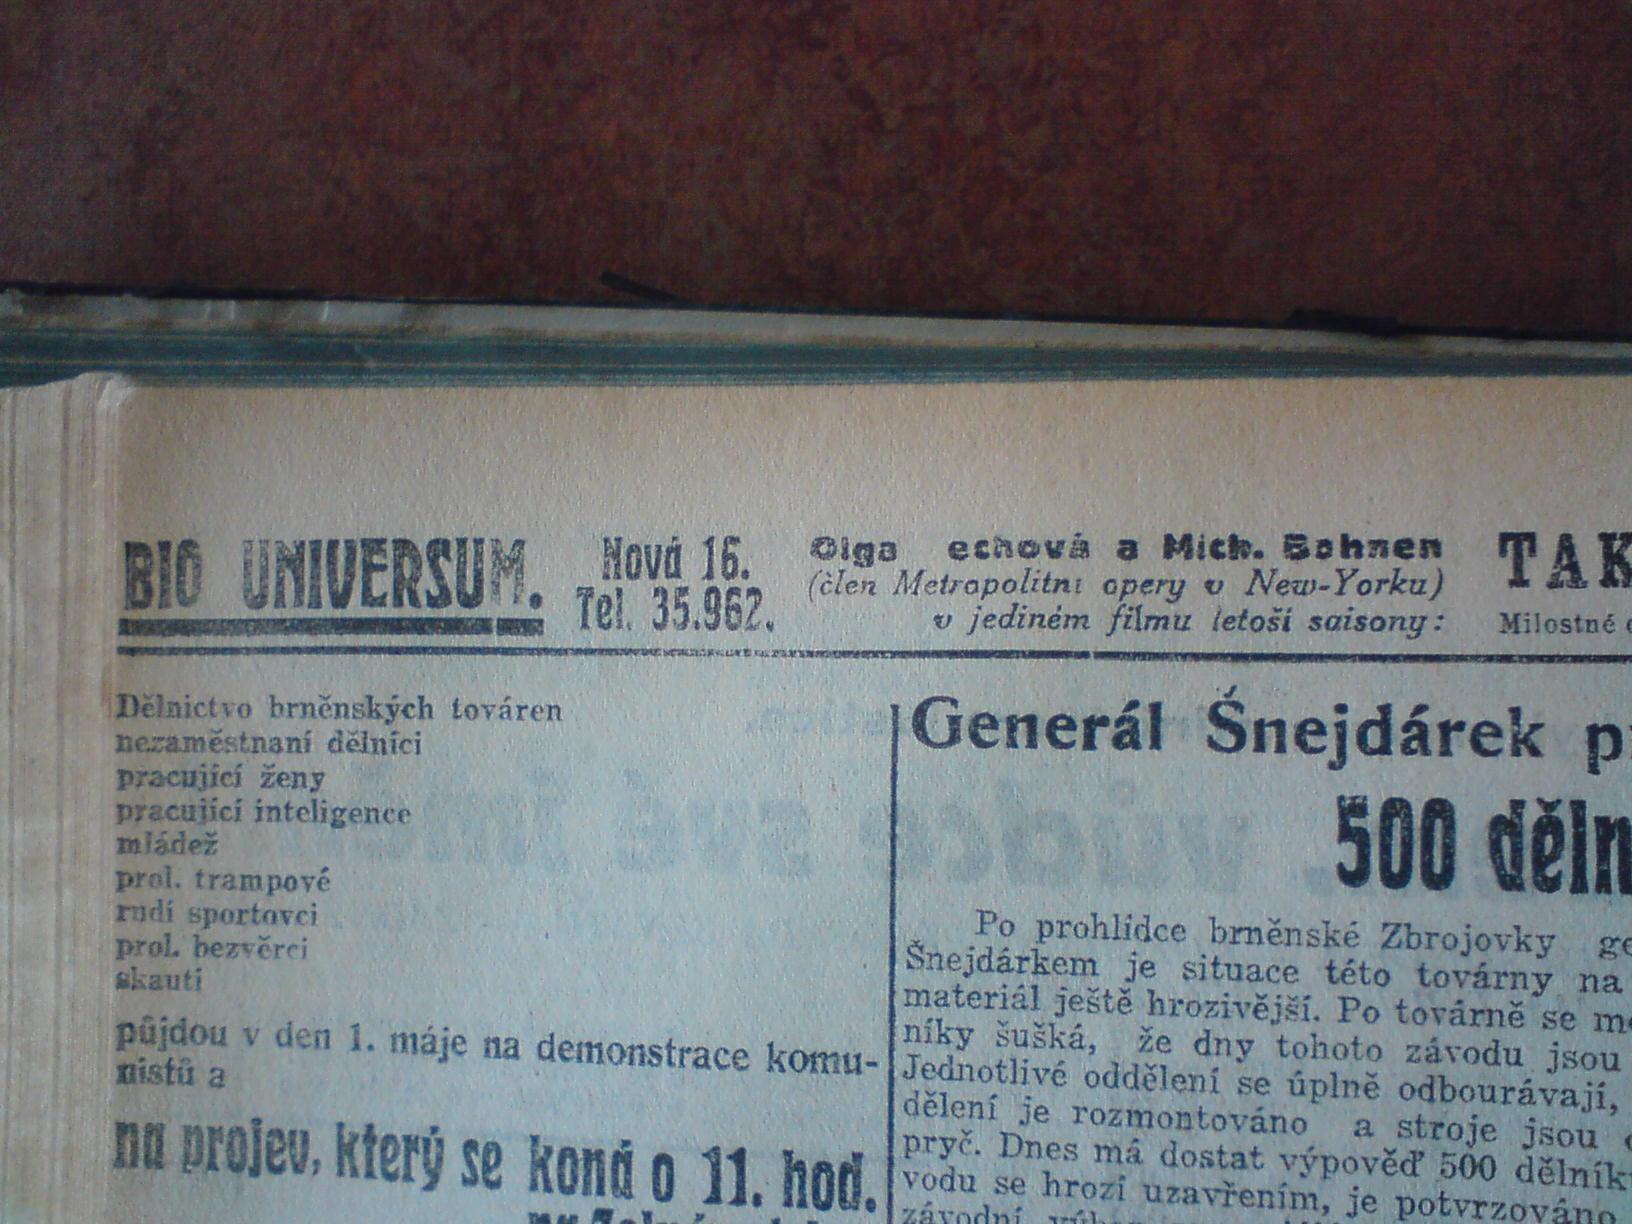 BIO UNIVERSUM.
Nová 16.
Tel. 35.962.
Olga echová a Mich. Bohnen
(člen Metropolitní opery v New-Yorku)
v jediném filmu letoší saisony:
TAK
Milostné
Dělnictvo brněnských továren
nezaměstnaní dělníci
pracující ženy
pracující inteligence
mládež
prol. trampové
rudí sportovci
prol. bezvěrci
skauti
půjdou v den 1. máje na demonstrace komu-
nistů a
na projev, který se koná o 11. hod.
Generál Šnejdárek
500 děln
Po prohlídce brněnské Zbrojovky ge
Šnejdárkem je situace této továrny na
materiál ještě hrozivější. Po továrně se
níky šušká, že dny tohoto závodu jsou
Jednotlivé oddělení se úplně odbourávají,
dělení je rozmontováno a stroje jsou
pryč. Dnes má dostat výpověď 500 dělník
vodu se hrozí uzavřením, je potvrzováno
závodní